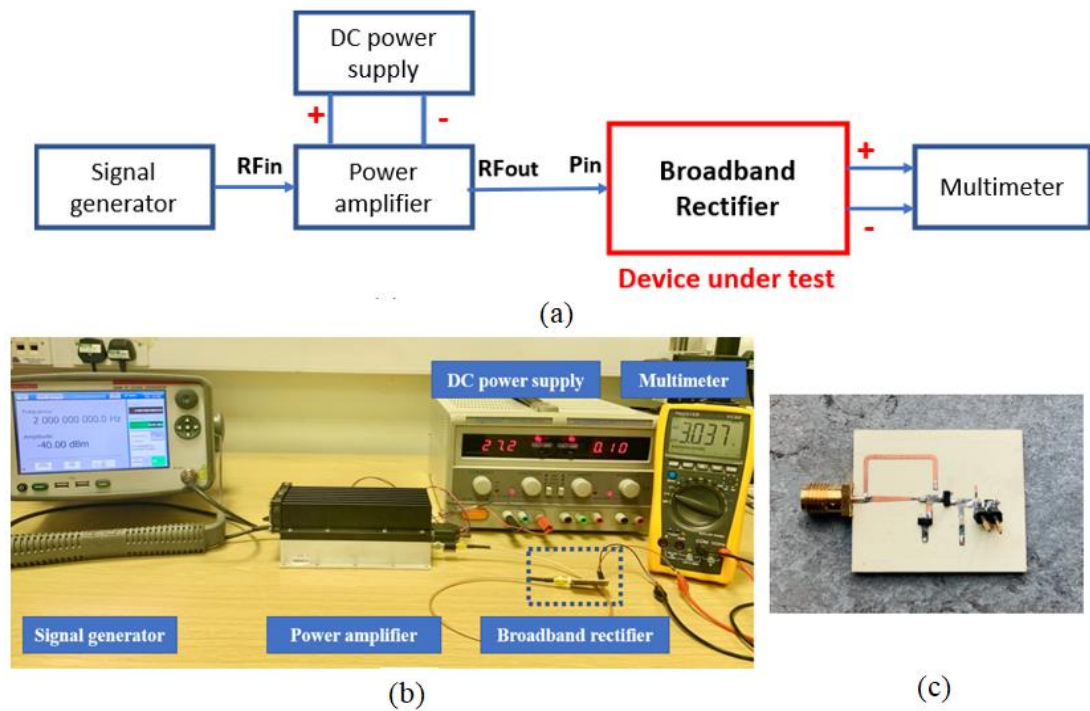 DC power
supply
+ -
Signal
generator
RFin
Power
amplifier
RFout
Pin
Broadband
Rectifier
+
-
Multimeter
Device under test
(a)
DC power supply
Multimeter
Frequency
2 000 000 000.0 Hz
Amplitude
-40.00 dBm
27.2 0.10
3.037
Signal generator
Power amplifier
Broadband rectifier
(b)
(c)